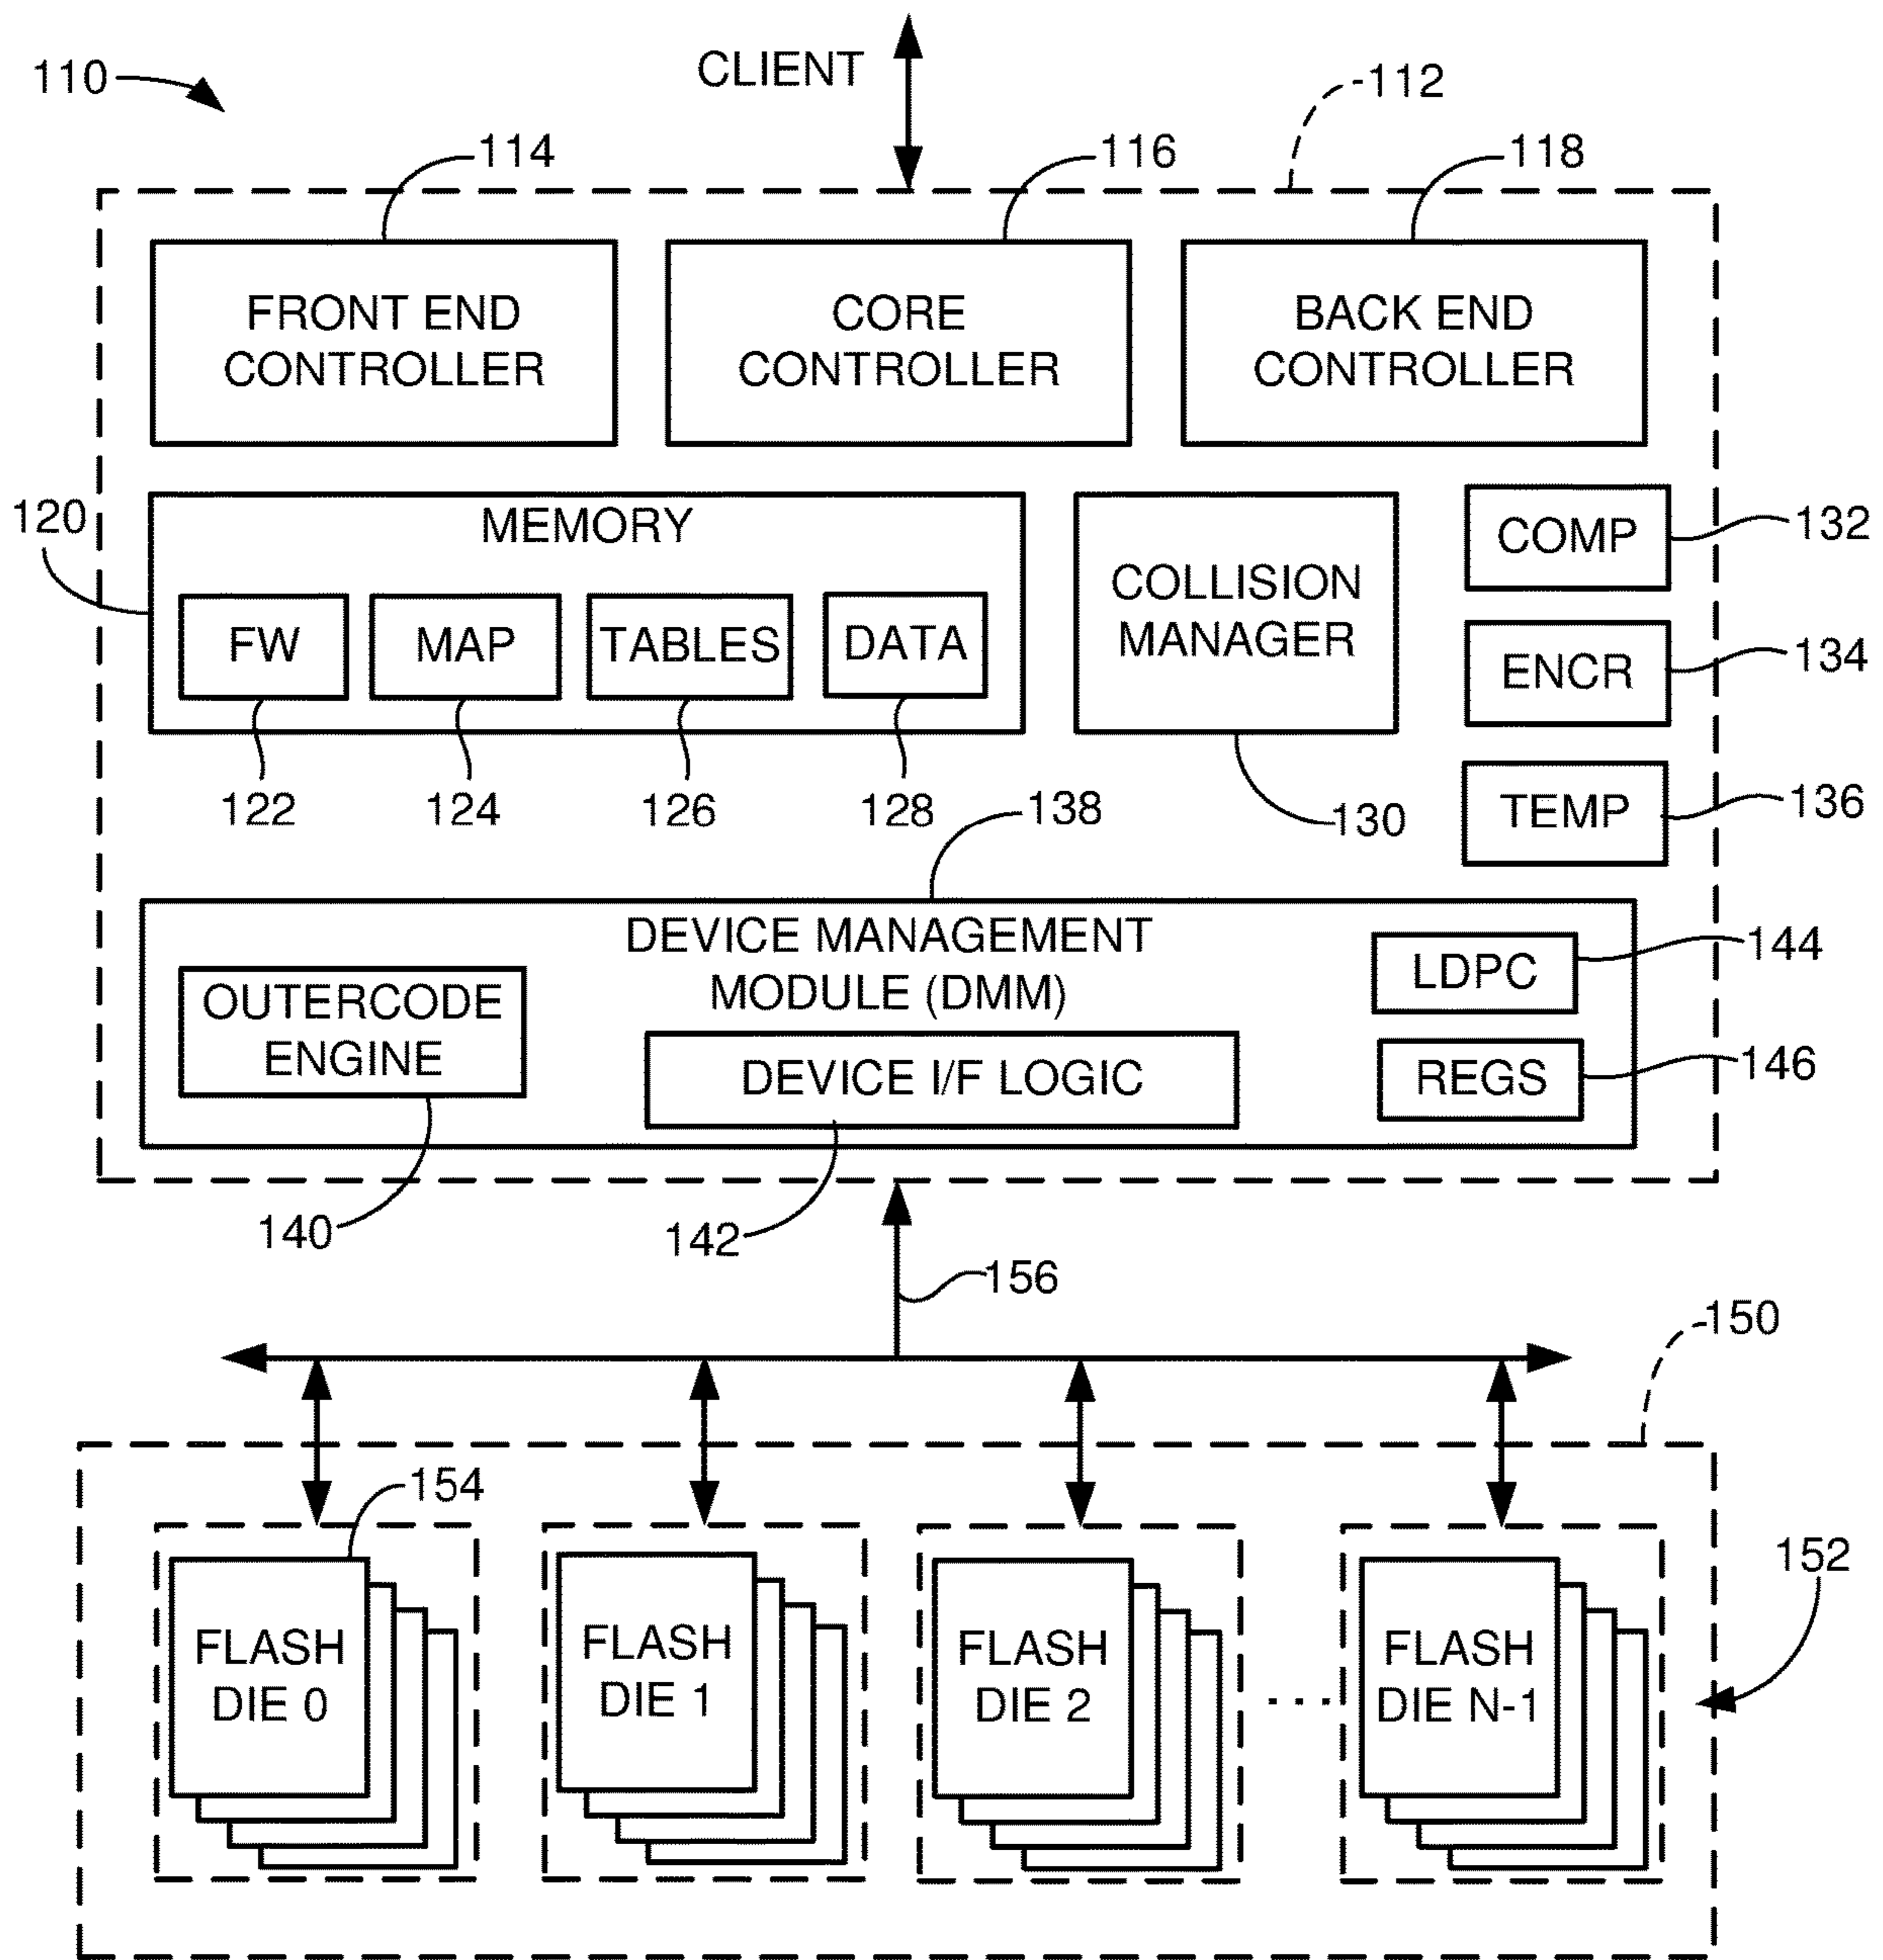 CLIENT
110
112
114
116
118
FRONT END
CONTROLLER
CORE
CONTROLLER
BACK END
CONTROLLER
120
MEMORY
FW
MAP
TABLES
DATA
122
124
126
128
COLLISION
MANAGER
130
COMP
132
ENCR
134
TEMP
136
138
DEVICE MANAGEMENT
MODULE (DMM)
OUTERCODE
ENGINE
DEVICE I/F LOGIC
LDPC
144
REGS
146
140
142
156
150
154
152
FLASH
DIE 0
FLASH
DIE 1
FLASH
DIE 2
...
FLASH
DIE N-1